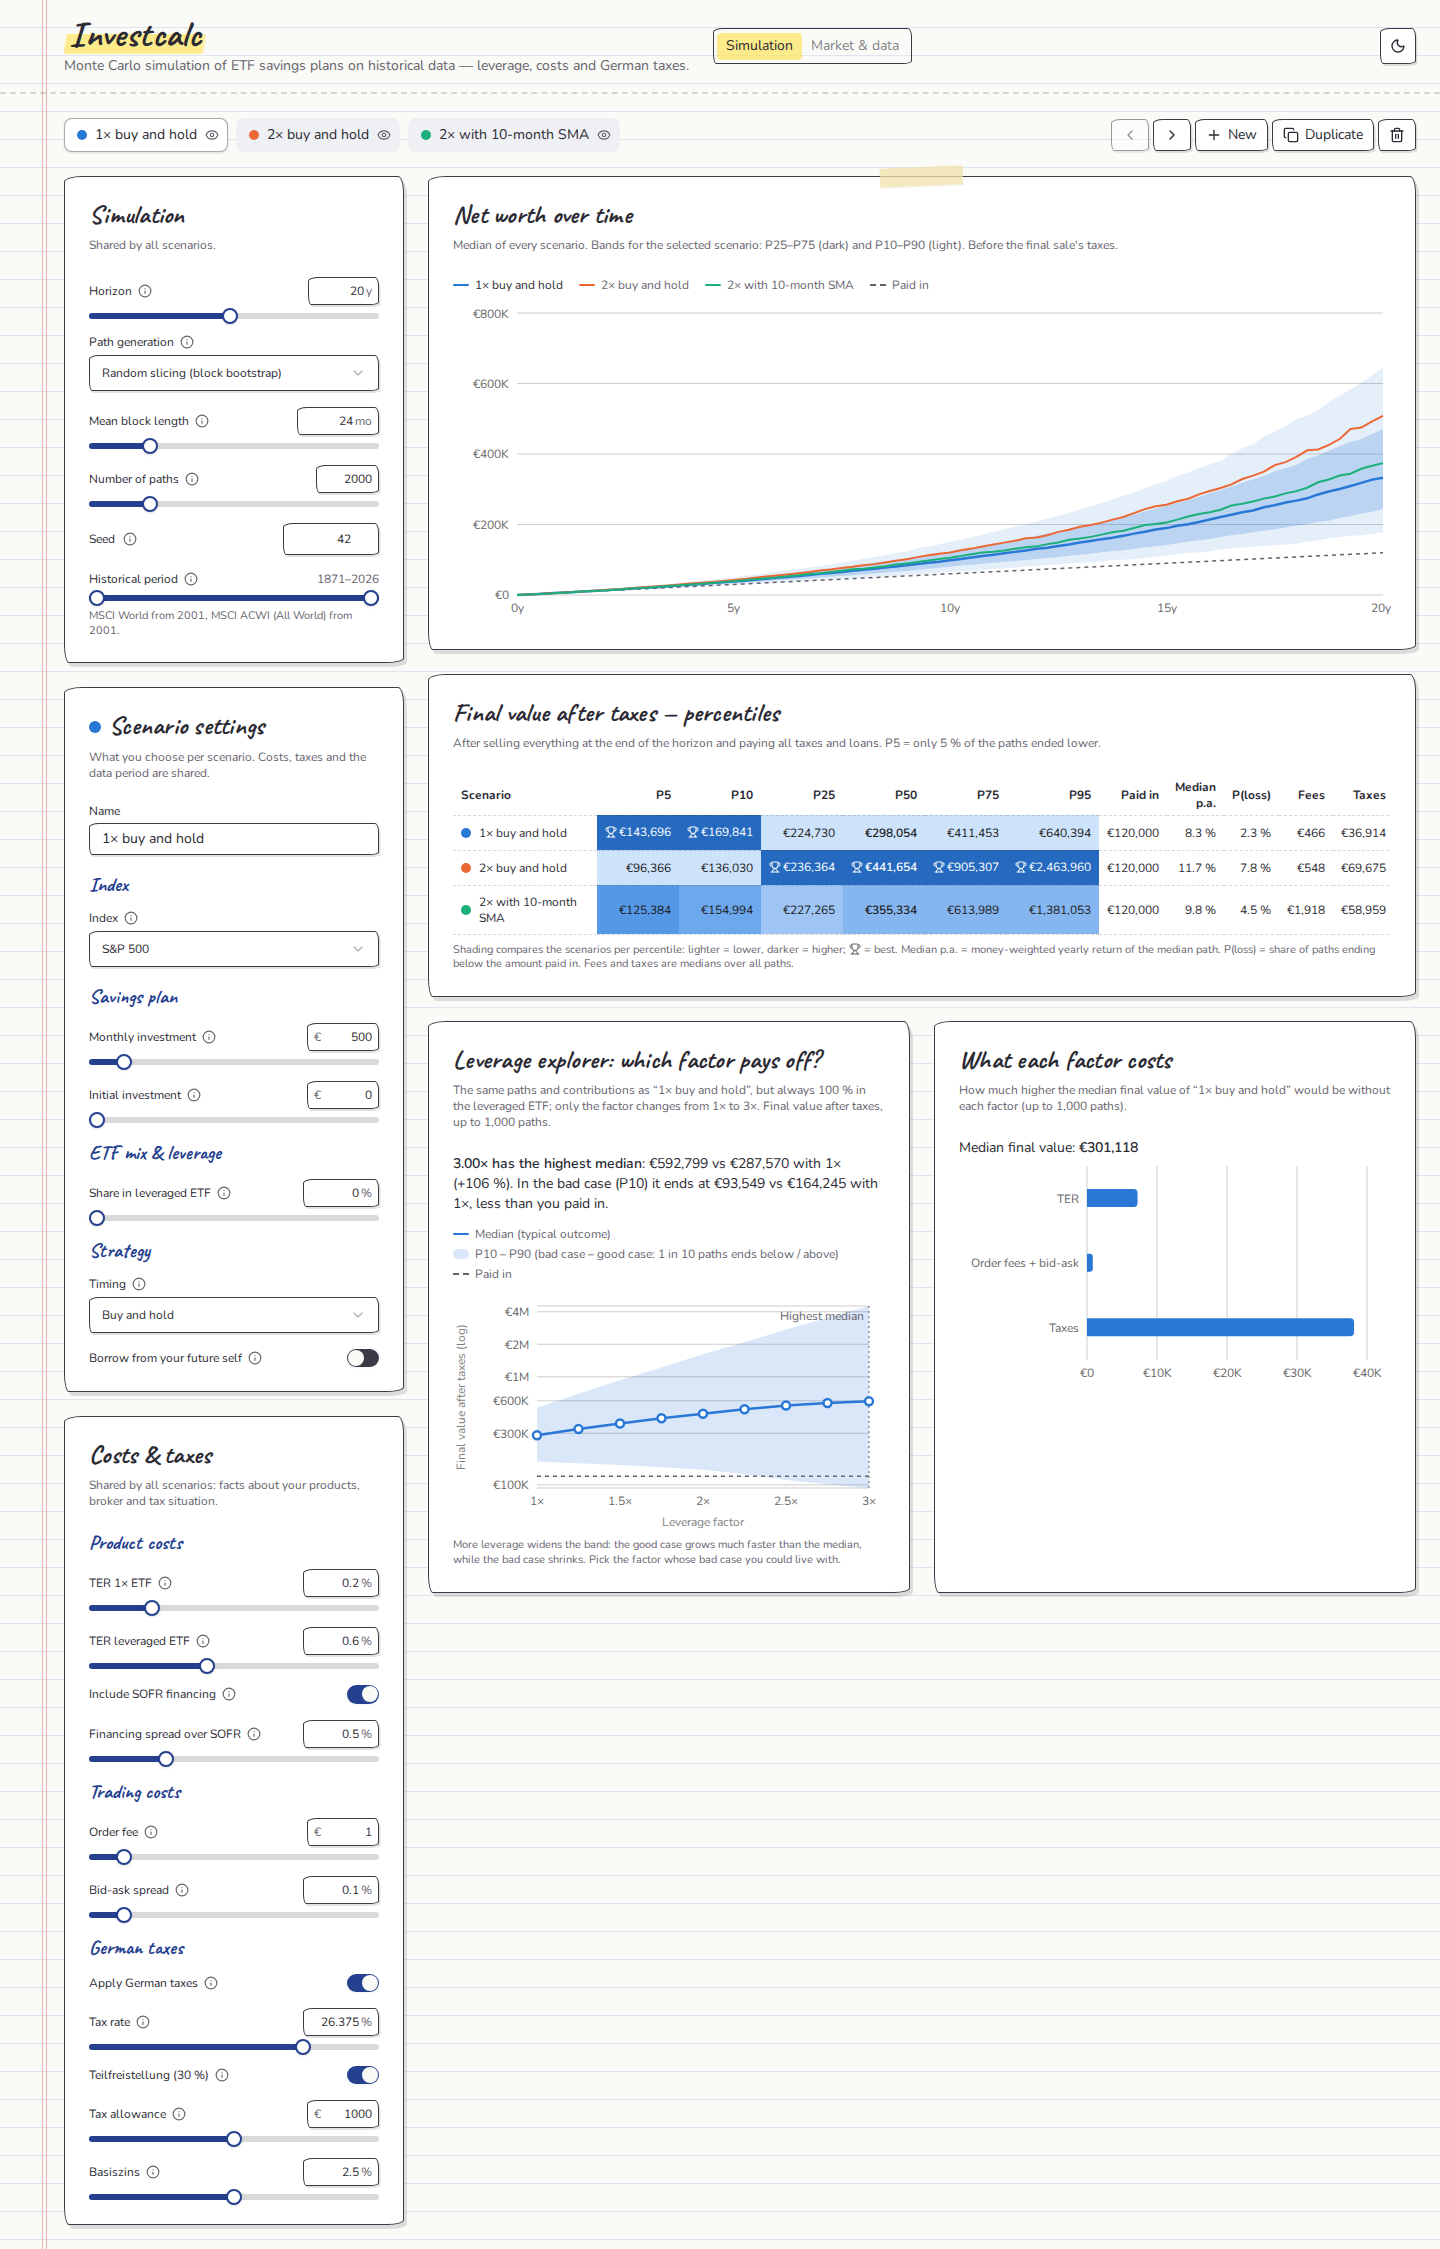 Investcalc
Monte Carlo simulation of ETF savings plans on historical data — leverage, costs and German taxes.
Simulation Market & data
1× buy and hold 2× buy and hold 2× with 10-month SMA
New Duplicate
Simulation
Shared by all scenarios.
Horizon 20 y
Path generation
Random slicing (block bootstrap)
Mean block length 24 mo
Number of paths 2000
Seed 42
Historical period 1871–2026
MSCI World from 2001, MSCI ACWI (All World) from
2001.
Scenario settings
What you choose per scenario. Costs, taxes and the
data period are shared.
Name
1× buy and hold
Index
Index
S&P 500
Savings plan
Monthly investment € 500
Initial investment € 0
ETF mix & leverage
Share in leveraged ETF 0 %
Strategy
Timing
Buy and hold
Borrow from your future self
Costs & taxes
Shared by all scenarios: facts about your products,
broker and tax situation.
Product costs
TER 1× ETF 0.2 %
TER leveraged ETF 0.6 %
Include SOFR financing
Financing spread over SOFR 0.5 %
Trading costs
Order fee € 1
Bid-ask spread 0.1 %
German taxes
Apply German taxes
Tax rate 26.375 %
Teilfreistellung (30 %)
Tax allowance € 1000
Basiszins 2.5 %
Net worth over time
Median of every scenario. Bands for the selected scenario: P25–P75 (dark) and P10–P90 (light). Before the final sale's taxes.
1× buy and hold 2× buy and hold 2× with 10-month SMA Paid in
€800K
€600K
€400K
€200K
€0
0y 5y 10y 15y 20y
Final value after taxes — percentiles
After selling everything at the end of the horizon and paying all taxes and loans. P5 = only 5 % of the paths ended lower.
Scenario P5 P10 P25 P50 P75 P95 Paid in Median p.a. P(loss) Fees Taxes
1× buy and hold €143,696 €169,841 €224,730 €298,054 €411,453 €640,394 €120,000 8.3 % 2.3 % €466 €36,914
2× buy and hold €96,366 €136,030 €236,364 €441,654 €905,307 €2,463,960 €120,000 11.7 % 7.8 % €548 €69,675
2× with 10-month SMA €125,384 €154,994 €227,265 €355,334 €613,989 €1,381,053 €120,000 9.8 % 4.5 % €1,918 €58,959
Shading compares the scenarios per percentile: lighter = lower, darker = higher; = best. Median p.a. = money-weighted yearly return of the median path. P(loss) = share of paths ending
below the amount paid in. Fees and taxes are medians over all paths.
Leverage explorer: which factor pays off?
The same paths and contributions as “1× buy and hold”, but always 100 % in
the leveraged ETF; only the factor changes from 1× to 3×. Final value after taxes,
up to 1,000 paths.
3.00× has the highest median: €592,799 vs €287,570 with 1×
(+106 %). In the bad case (P10) it ends at €93,549 vs €164,245 with
1×, less than you paid in.
Median (typical outcome)
P10 – P90 (bad case – good case: 1 in 10 paths ends below / above)
Paid in
Highest median
Final value after taxes (log)
€4M
€2M
€1M
€600K
€300K
€100K
1× 1.5× 2× 2.5× 3×
Leverage factor
More leverage widens the band: the good case grows much faster than the median,
while the bad case shrinks. Pick the factor whose bad case you could live with.
What each factor costs
How much higher the median final value of “1× buy and hold” would be without
each factor (up to 1,000 paths).
Median final value: €301,118
TER
Order fees + bid-ask
Taxes
€0 €10K €20K €30K €40K